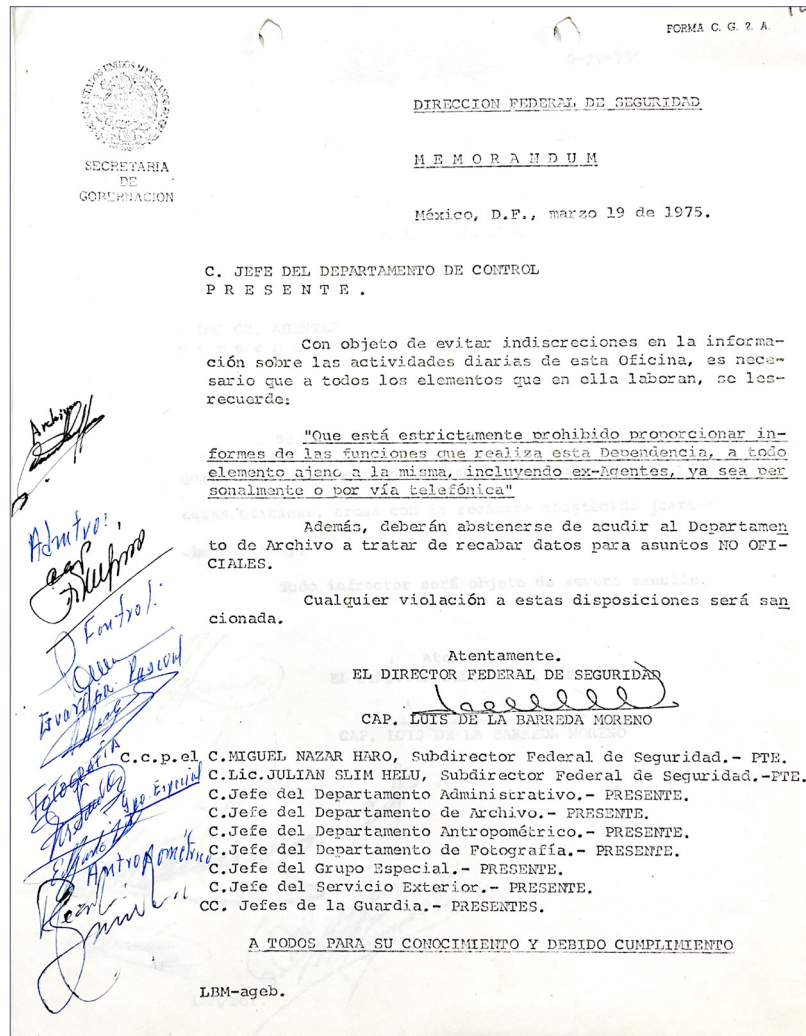 FORMA C. G. 2 A.
ESTADOS UNIDOS MEXICANOS
SECRETARIA
DE
GOBERNACION
DIRECCION FEDERAL DE SEGURIDAD
M E M O R A N D U M
México, D.F., marzo 19 de 1975.
C. JEFE DEL DEPARTAMENTO DE CONTROL
P R E S E N T E .
Con objeto de evitar indiscreciones en la informa-
ción sobre las actividades diarias de esta Oficina, es nece-
sario que a todos los elementos que en ella laboran, se les-
recuerde:
"Que está estrictamente prohibido proporcionar in-
formes de las funciones que realiza esta Dependencia, a todo
elemento ajeno a la misma, incluyendo ex-Agentes, ya sea per
sonalmente o por vía telefónica"
Además, deberán abstenerse de acudir al Departamen
to de Archivo a tratar de recabar datos para asuntos NO OFI-
CIALES.
Cualquier violación a estas disposiciones será san
cionada.
Atentamente.
EL DIRECTOR FEDERAL DE SEGURIDAD
CAP. LUIS DE LA BARREDA MORENO
C.c.p.el C.MIGUEL NAZAR HARO, Subdirector Federal de Seguridad.- PTE.
C.Lic.JULIAN SLIM HELU, Subdirector Federal de Seguridad.-PTE.
C.Jefe del Departamento Administrativo.- PRESENTE.
C.Jefe del Departamento de Archivo.- PRESENTE.
C.Jefe del Departamento Antropométrico.- PRESENTE.
C.Jefe del Departamento de Fotografía.- PRESENTE.
C.Jefe del Grupo Especial.- PRESENTE.
C.Jefe del Servicio Exterior.- PRESENTE.
CC. Jefes de la Guardia.- PRESENTES.
A TODOS PARA SU CONOCIMIENTO Y DEBIDO CUMPLIMIENTO
LBM-ageb.
Archivo
Admtvo:
Control:
Guardia
FOTOGRAFÍA
Gpo. Especial
Antropométrico